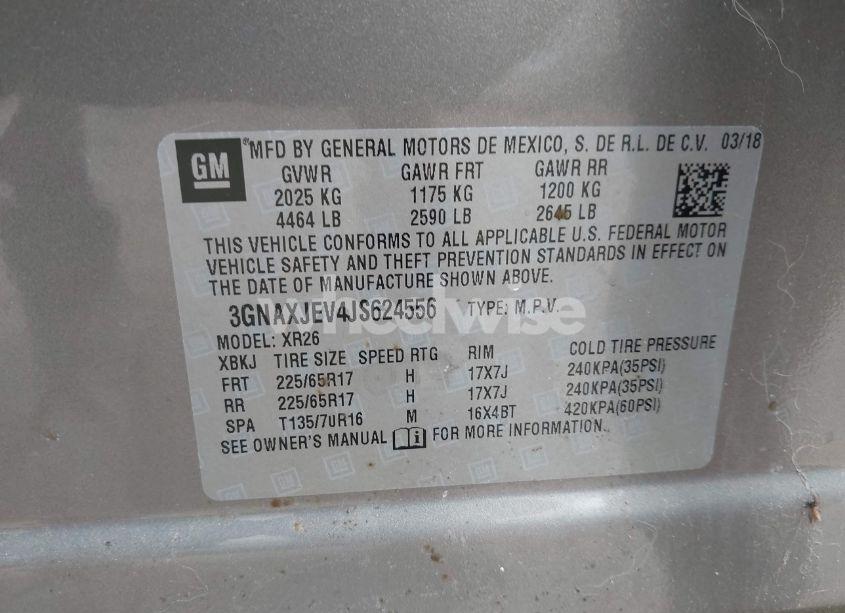 GM
MFD BY GENERAL MOTORS DE MEXICO, S. DE R.L. DE C.V. 03/18
GVWR GAWR FRT GAWR RR
2025 KG 1175 KG 1200 KG
4464 LB 2590 LB 2645 LB
THIS VEHICLE CONFORMS TO ALL APPLICABLE U.S. FEDERAL MOTOR
VEHICLE SAFETY AND THEFT PREVENTION STANDARDS IN EFFECT ON
THE DATE OF MANUFACTURE SHOWN ABOVE.
3GNAXJEV4JS624556 TYPE: M.P.V.
wheelwise
MODEL: XR26
XBKJ TIRE SIZE SPEED RTG RIM COLD TIRE PRESSURE
FRT 225/65R17 H 17X7J 240KPA(35PSI)
RR 225/65R17 H 17X7J 240KPA(35PSI)
SPA T135/70R16 M 16X4BT 420KPA(60PSI)
SEE OWNER'S MANUAL FOR MORE INFORMATION.